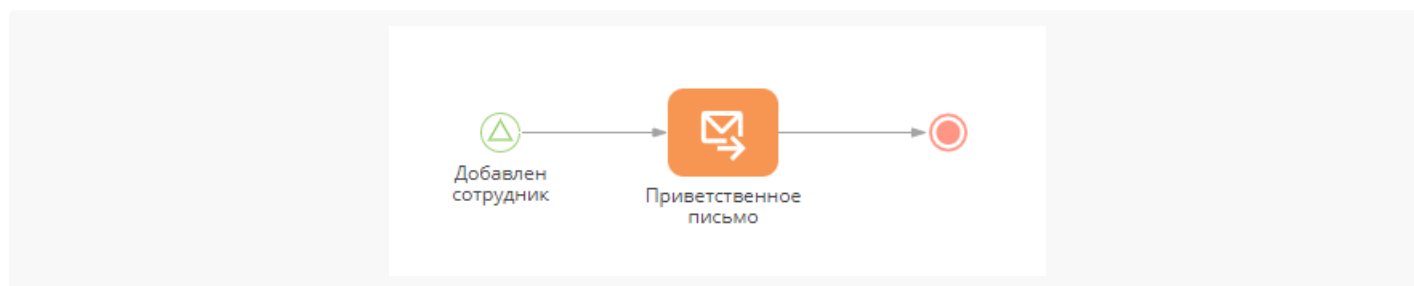 Добавлен
сотрудник
Приветственное
письмо